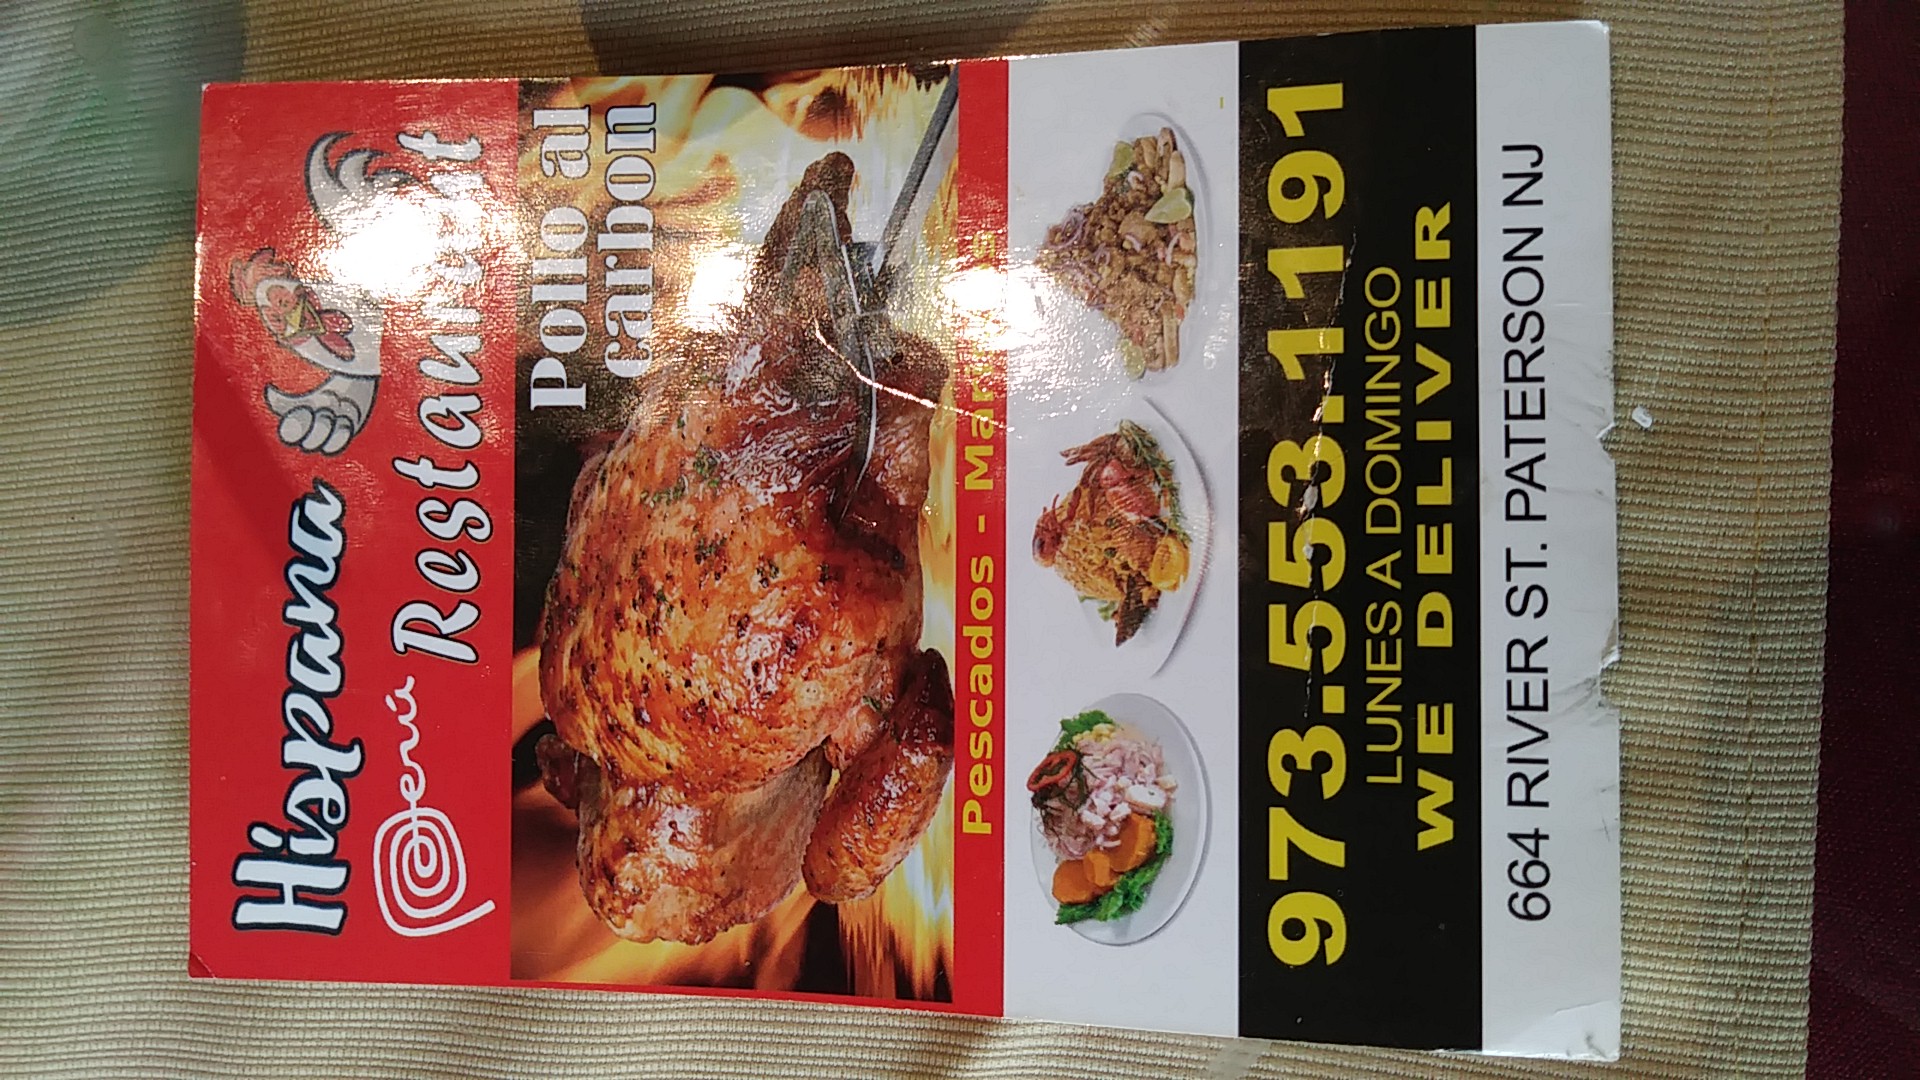 Hispana
Perú Restaurant
Pollo al
carbon
Pescados -
973.553.1191
LUNES A DOMINGO
WE DELIVER
664 RIVER ST. PATERSON NJ